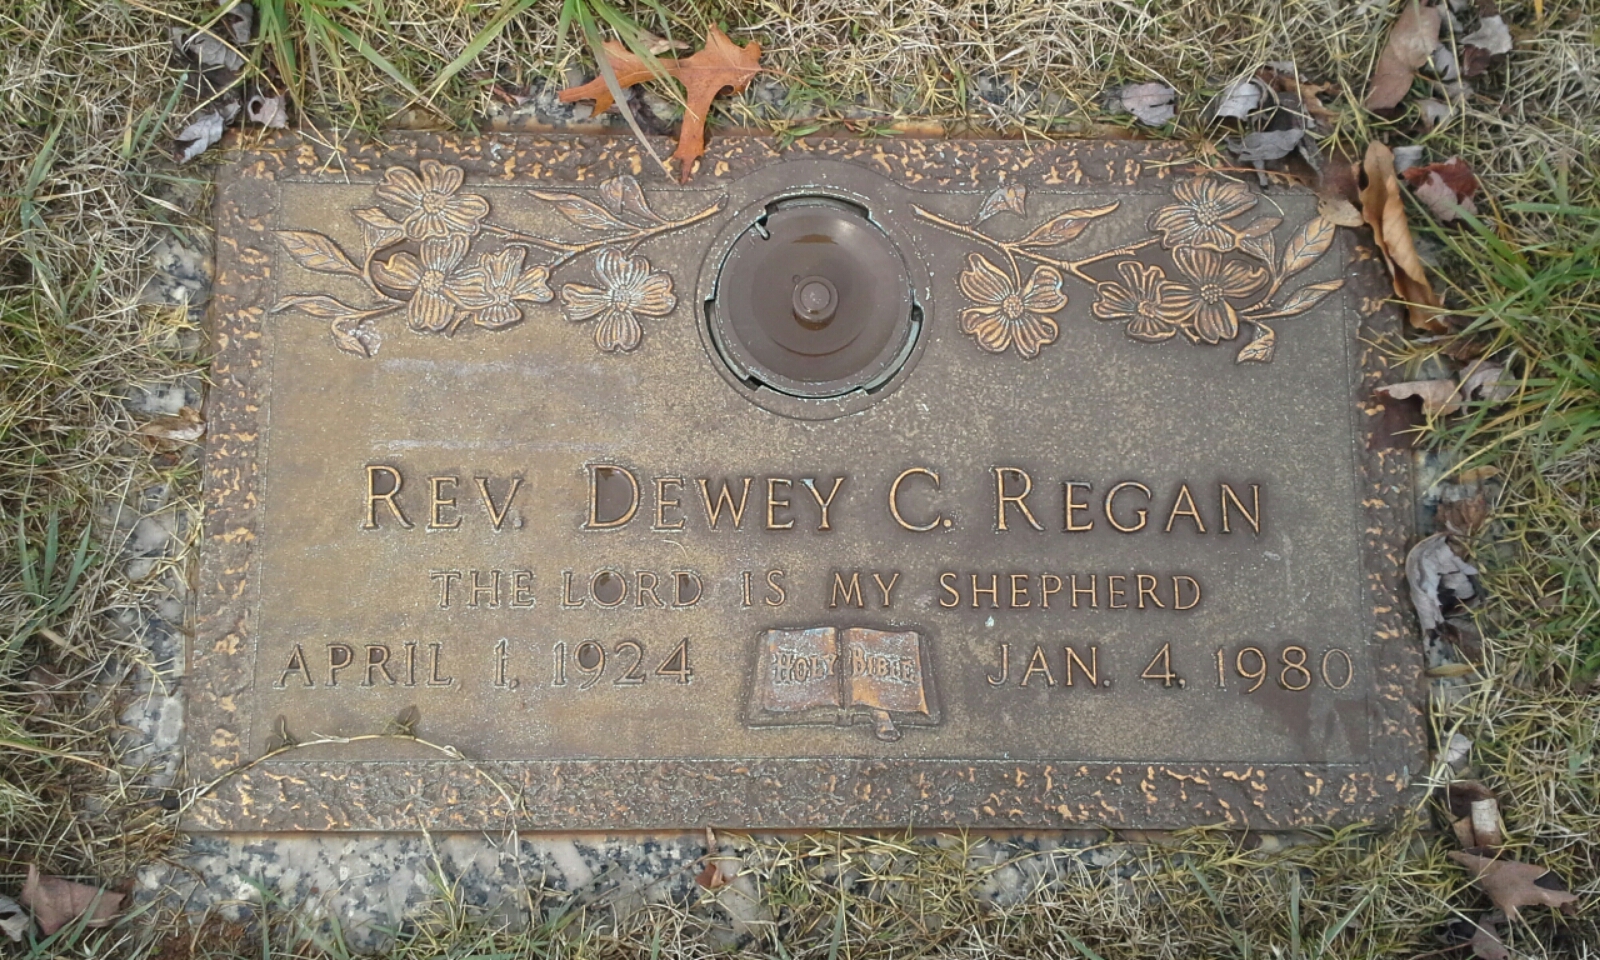 REV. DEWEY C. REGAN
THE LORD IS MY SHEPHERD
APRIL 1, 1924
HOLY BIBLE
JAN. 4, 1980